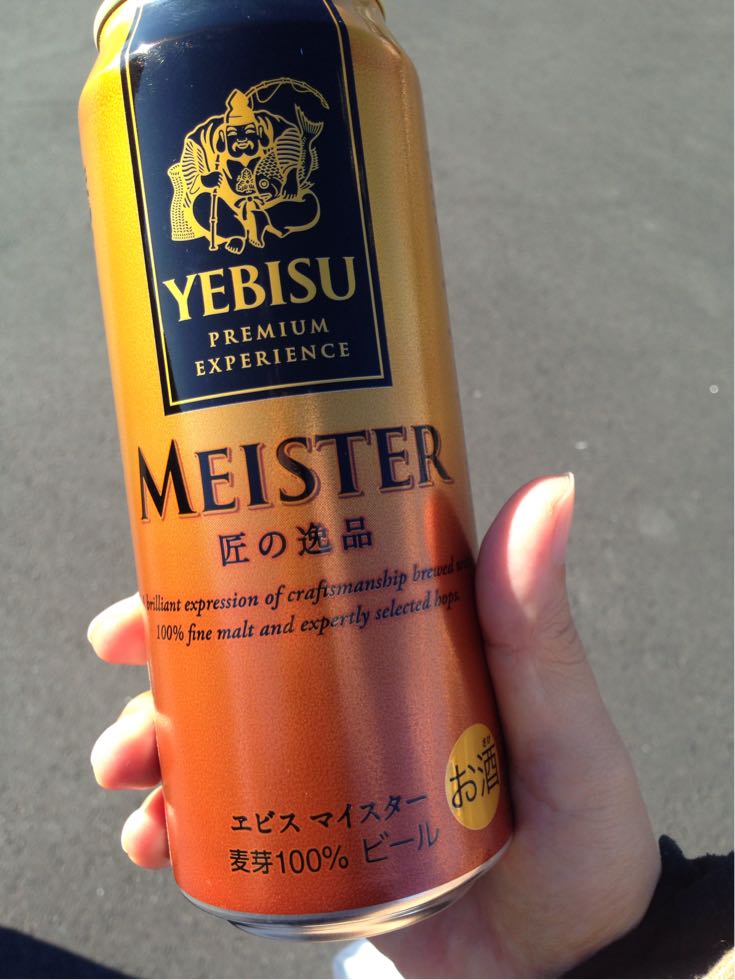 YEBISU
PREMIUM
EXPERIENCE
MEISTER
匠の逸品
brilliant expression of craftsmanship brewed
100% fine malt and expertly selected hops.
お酒
ヱビス マイスター
麦芽100% ビール